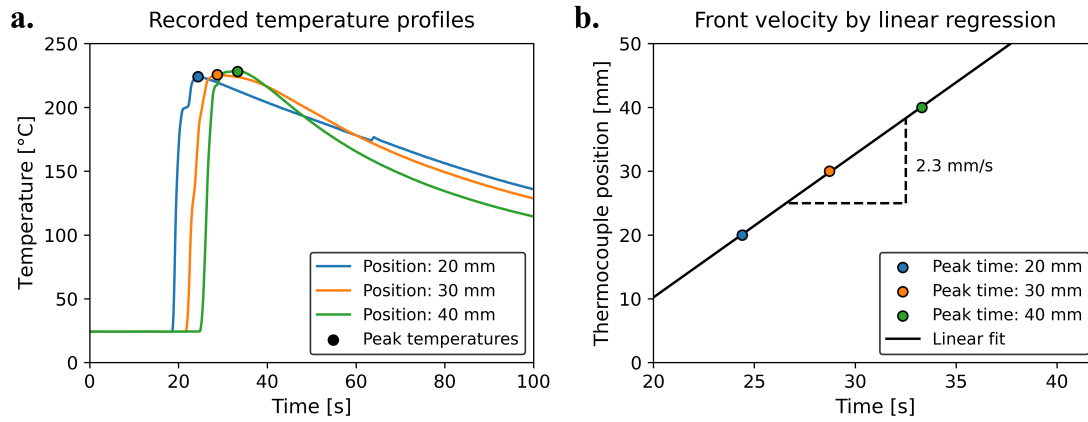 a.
Recorded temperature profiles
250
200
150
100
50
0
Temperature [°C]
0 20 40 60 80 100
Time [s]
Position: 20 mm
Position: 30 mm
Position: 40 mm
Peak temperatures
b.
Front velocity by linear regression
50
40
30
20
10
0
Thermocouple position [mm]
20 25 30 35 40
Time [s]
2.3 mm/s
Peak time: 20 mm
Peak time: 30 mm
Peak time: 40 mm
Linear fit